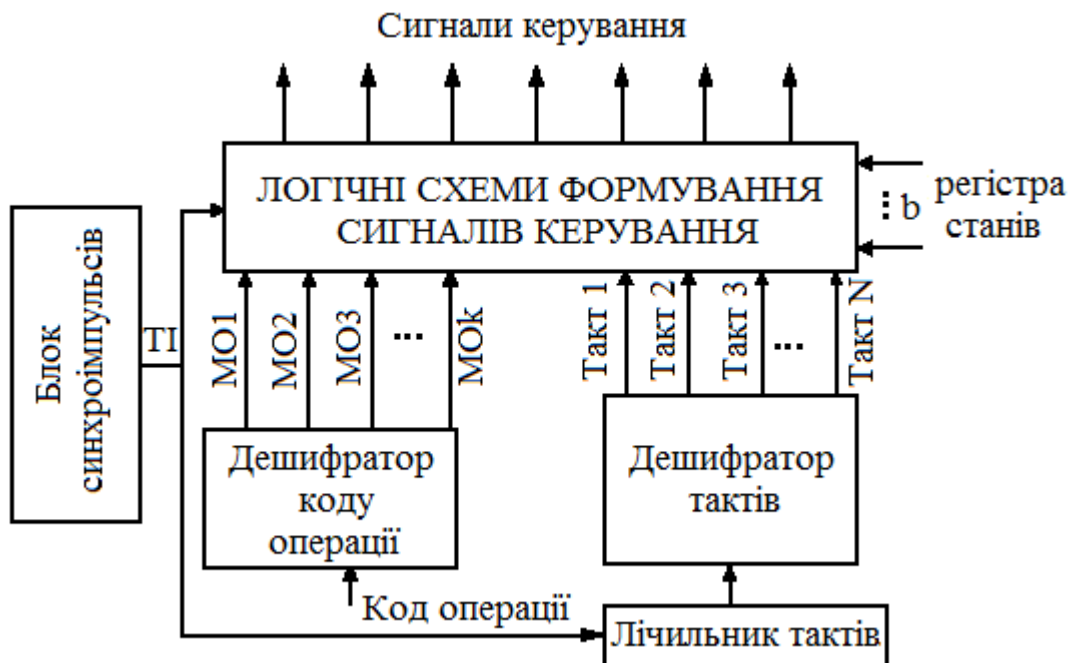 Сигнали керування
ЛОГІЧНІ СХЕМИ ФОРМУВАННЯ
СИГНАЛІВ КЕРУВАННЯ
b
регістра
станів
Блок
синхроімпульсів
ТІ
МО1
МО2
МО3
...
МОk
Такт 1
Такт 2
Такт 3
...
Такт N
Дешифратор
коду
операції
Дешифратор
тактів
Код операції
Лічильник тактів